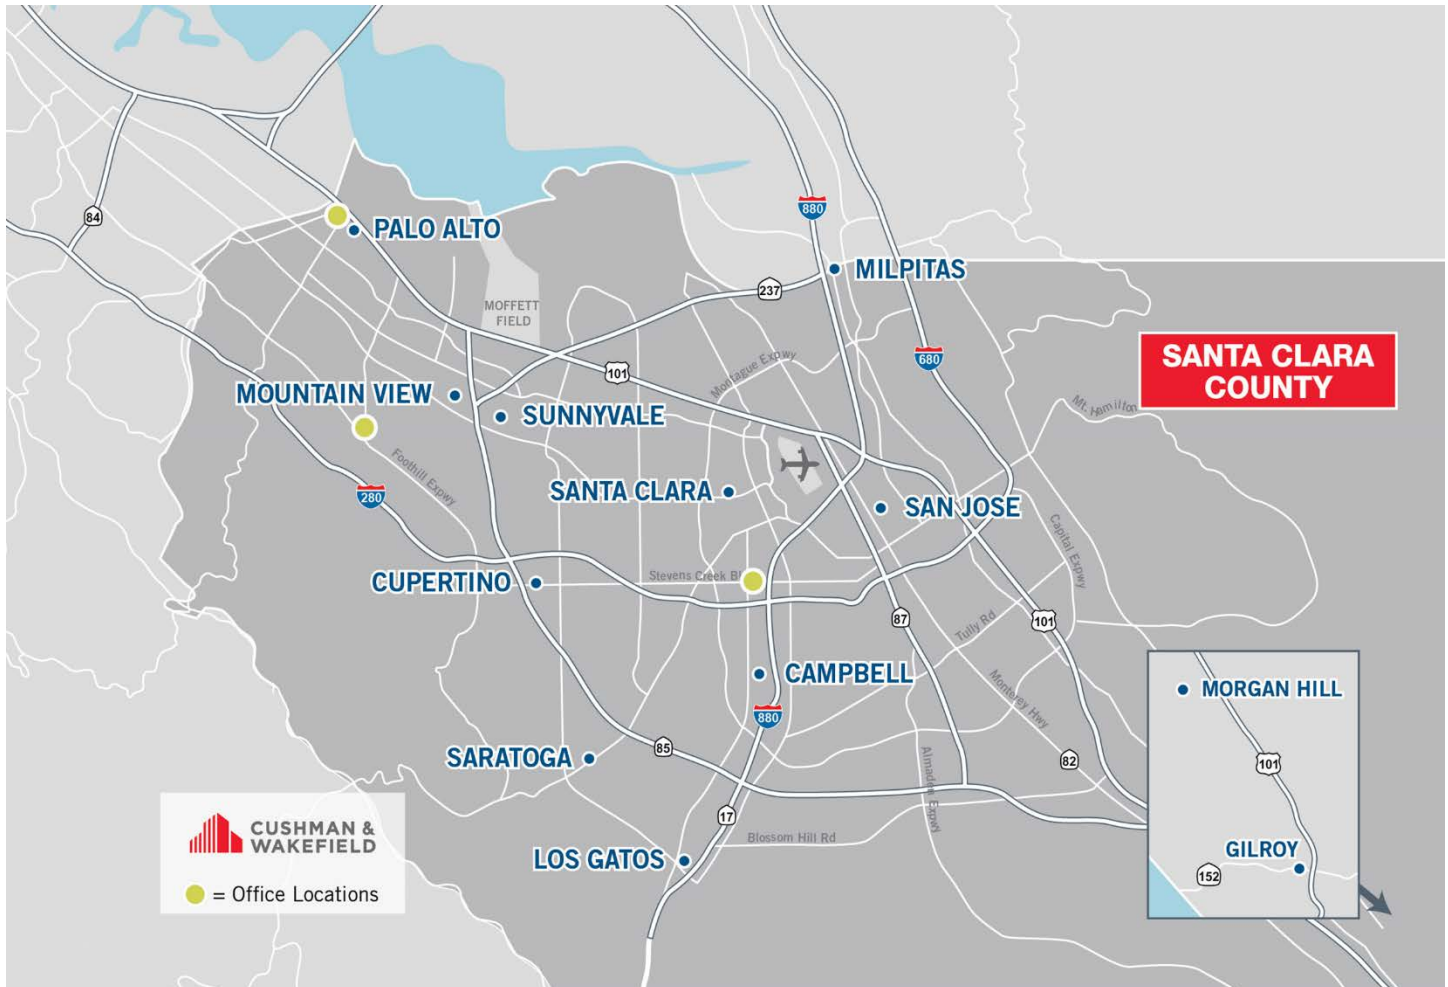 84
PALO ALTO
880
MILPITAS
237
MOFFETT
FIELD
SANTA CLARA
COUNTY
680
101
Montague Expwy
MOUNTAIN VIEW
SUNNYVALE
Mt. Hamilton
Foothill Expwy
280
SANTA CLARA
SAN JOSE
Capital Expwy
CUPERTINO
Stevens Creek Bl
87
Tully Rd
101
CAMPBELL
Monterey Hwy
MORGAN HILL
880
SARATOGA
85
82
101
Almaden Expwy
CUSHMAN &
WAKEFIELD
17
Blossom Hill Rd
LOS GATOS
GILROY
152
= Office Locations